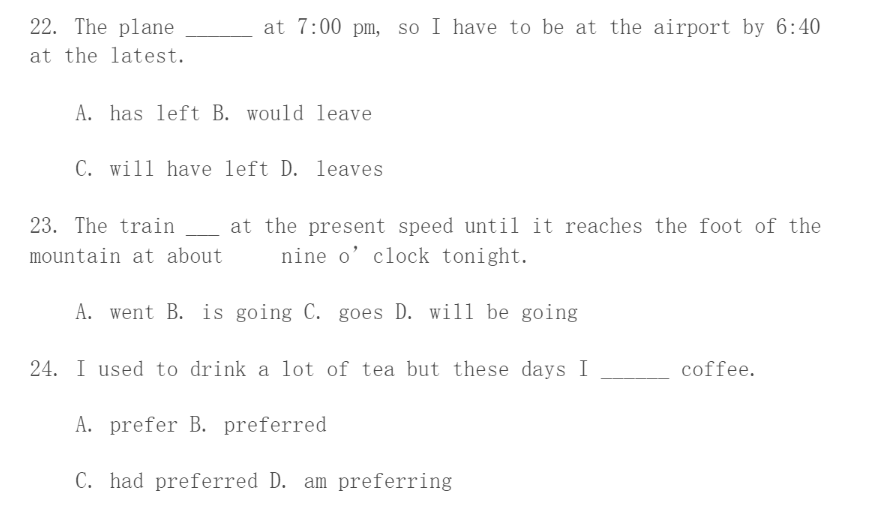 22. The plane ______ at 7:00 pm, so I have to be at the airport by 6:40
at the latest.
A. has left B. would leave
C. will have left D. leaves
23. The train ___ at the present speed until it reaches the foot of the
mountain at about     nine o’clock tonight.
A. went B. is going C. goes D. will be going
24. I used to drink a lot of tea but these days I ______ coffee.
A. prefer B. preferred
C. had preferred D. am preferring